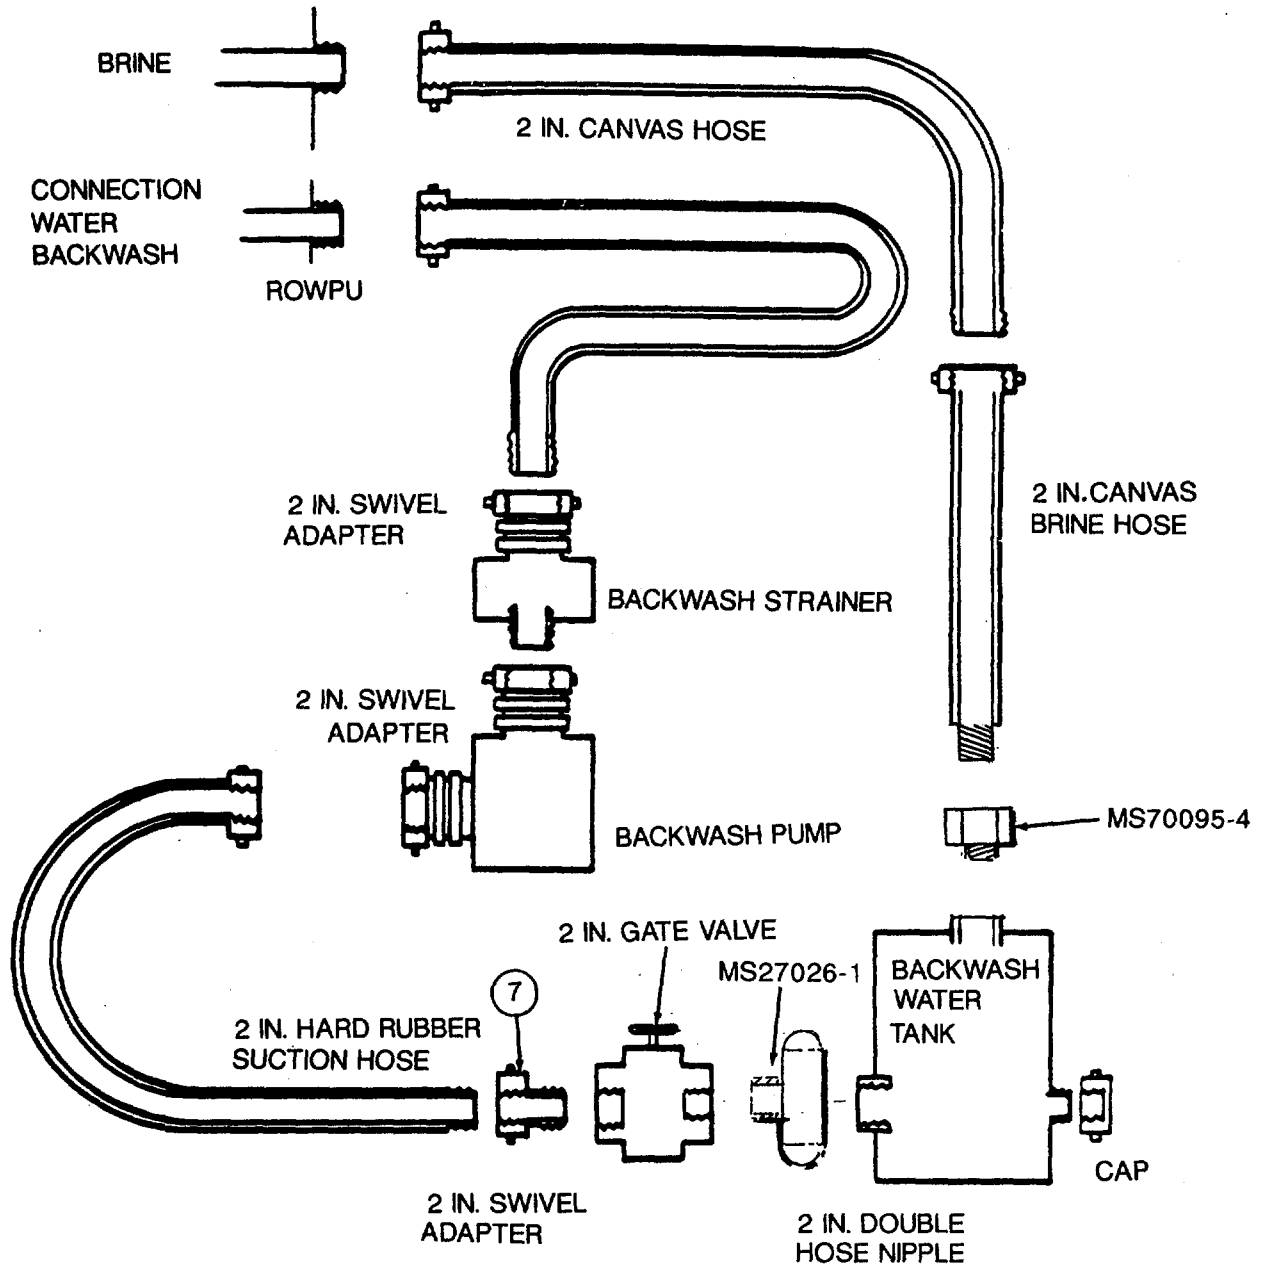 BRINE
2 IN. CANVAS HOSE
CONNECTION
WATER
BACKWASH
ROWPU
2 IN. SWIVEL
ADAPTER
2 IN.CANVAS
BRINE HOSE
BACKWASH STRAINER
2 IN. SWIVEL
ADAPTER
BACKWASH PUMP
MS70095-4
2 IN. GATE VALVE
MS27026-1
BACKWASH
WATER
TANK
7
2 IN. HARD RUBBER
SUCTION HOSE
CAP
2 IN. SWIVEL
ADAPTER
2 IN. DOUBLE
HOSE NIPPLE